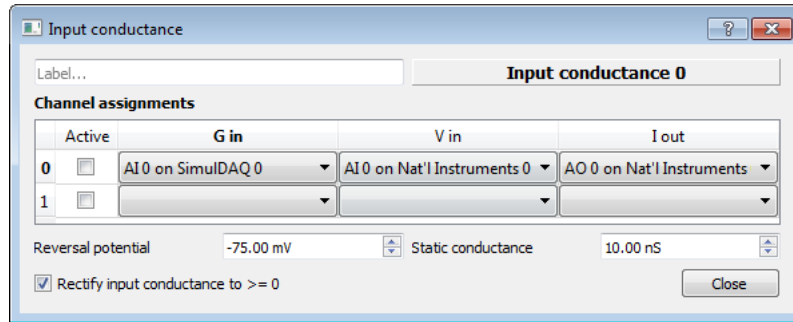 Input conductance
Label...
Input conductance 0
Channel assignments
Active G in V in I out
0 AI 0 on SimulDAQ 0 AI 0 on Nat'l Instruments 0 AO 0 on Nat'l Instruments
1
Reversal potential -75.00 mV Static conductance 10.00 nS
Rectify input conductance to >= 0 Close